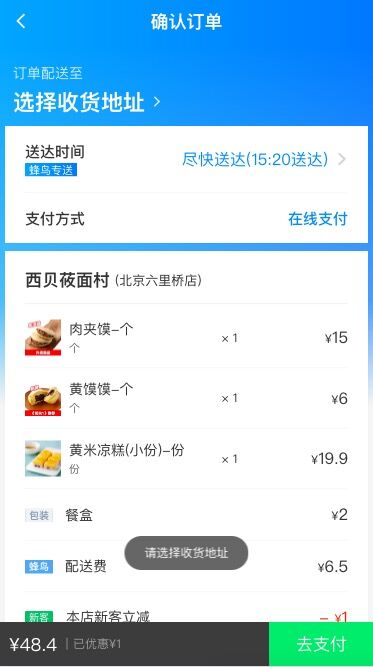 确认订单
订单配送至
选择收货地址
送达时间
尽快送达(15:20送达)
蜂鸟专送
支付方式
在线支付
西贝莜面村 (北京六里桥店)
肉夹馍-个
个
×1
¥15
黄馍馍-个
个
×1
¥6
黄米凉糕(小份)-份
份
×1
¥19.9
包装 餐盒
¥2
请选择收货地址
蜂鸟 配送费
¥6.5
新客 本店新客立减
-¥1
¥48.4 | 已优惠¥1
去支付